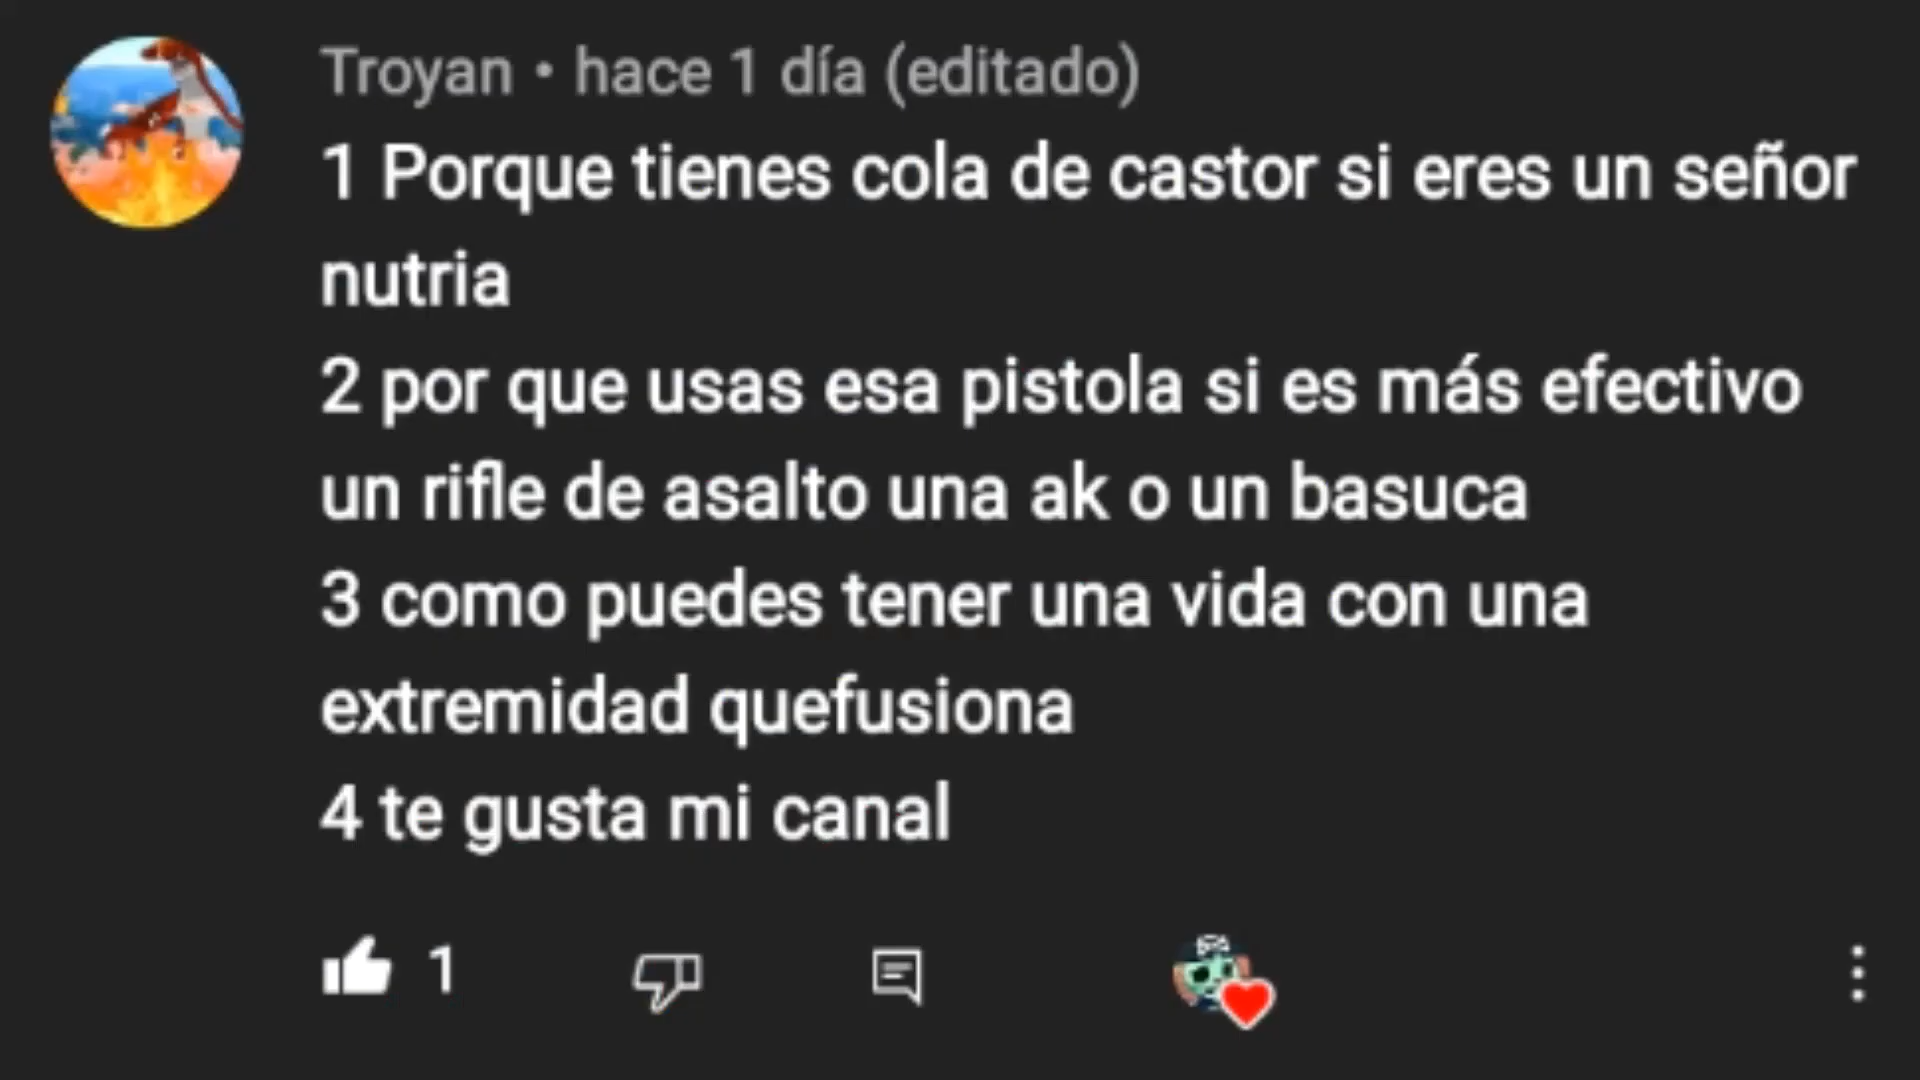 Troyan • hace 1 día (editado)
1 Porque tienes cola de castor si eres un señor
nutria
2 por que usas esa pistola si es más efectivo
un rifle de asalto una ak o un basuca
3 como puedes tener una vida con una
extremidad quefusiona
4 te gusta mi canal
1